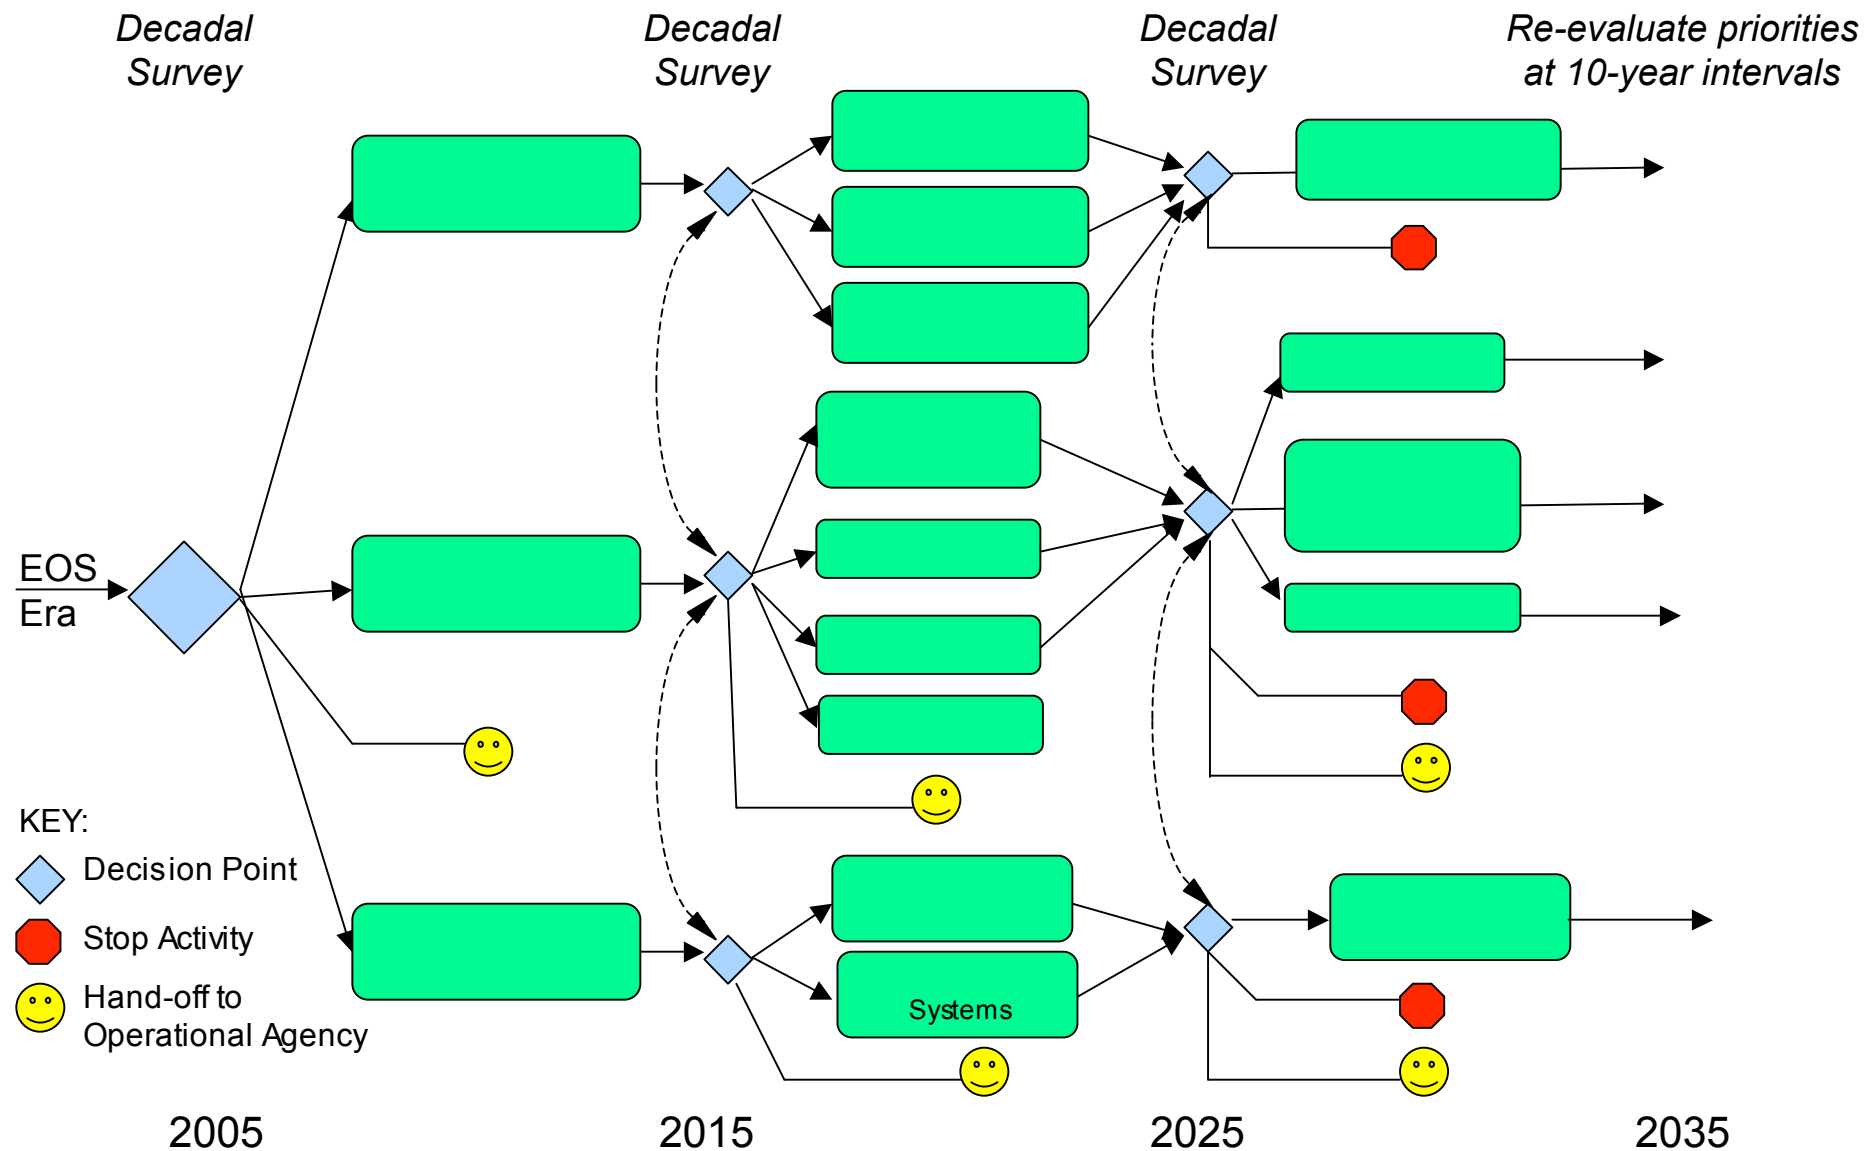 Decadal
Survey
Decadal
Survey
Decadal
Survey
Re-evaluate priorities
at 10-year intervals
EOS
Era
KEY:
Decision Point
Stop Activity
Hand-off to
Operational Agency
Systems
2005
2015
2025
2035